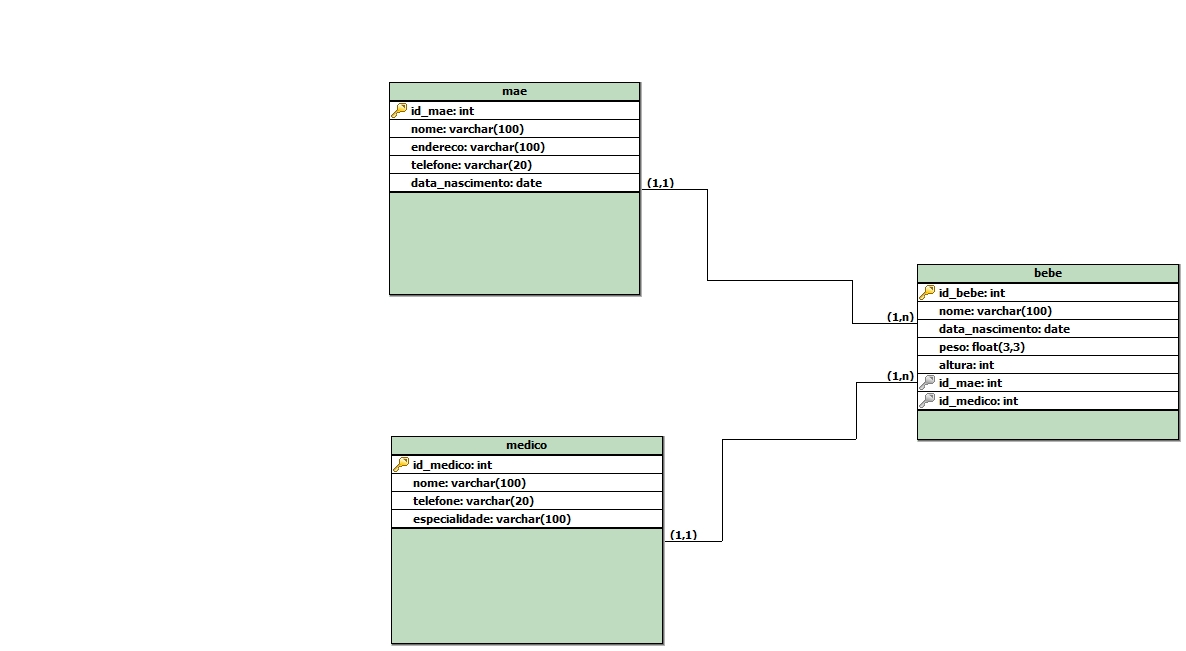 mae
id_mae: int
nome: varchar(100)
endereco: varchar(100)
telefone: varchar(20)
data_nascimento: date
(1,1)
(1,n)
bebe
id_bebe: int
nome: varchar(100)
data_nascimento: date
peso: float(3,3)
altura: int
id_mae: int
id_medico: int
(1,n)
medico
id_medico: int
nome: varchar(100)
telefone: varchar(20)
especialidade: varchar(100)
(1,1)